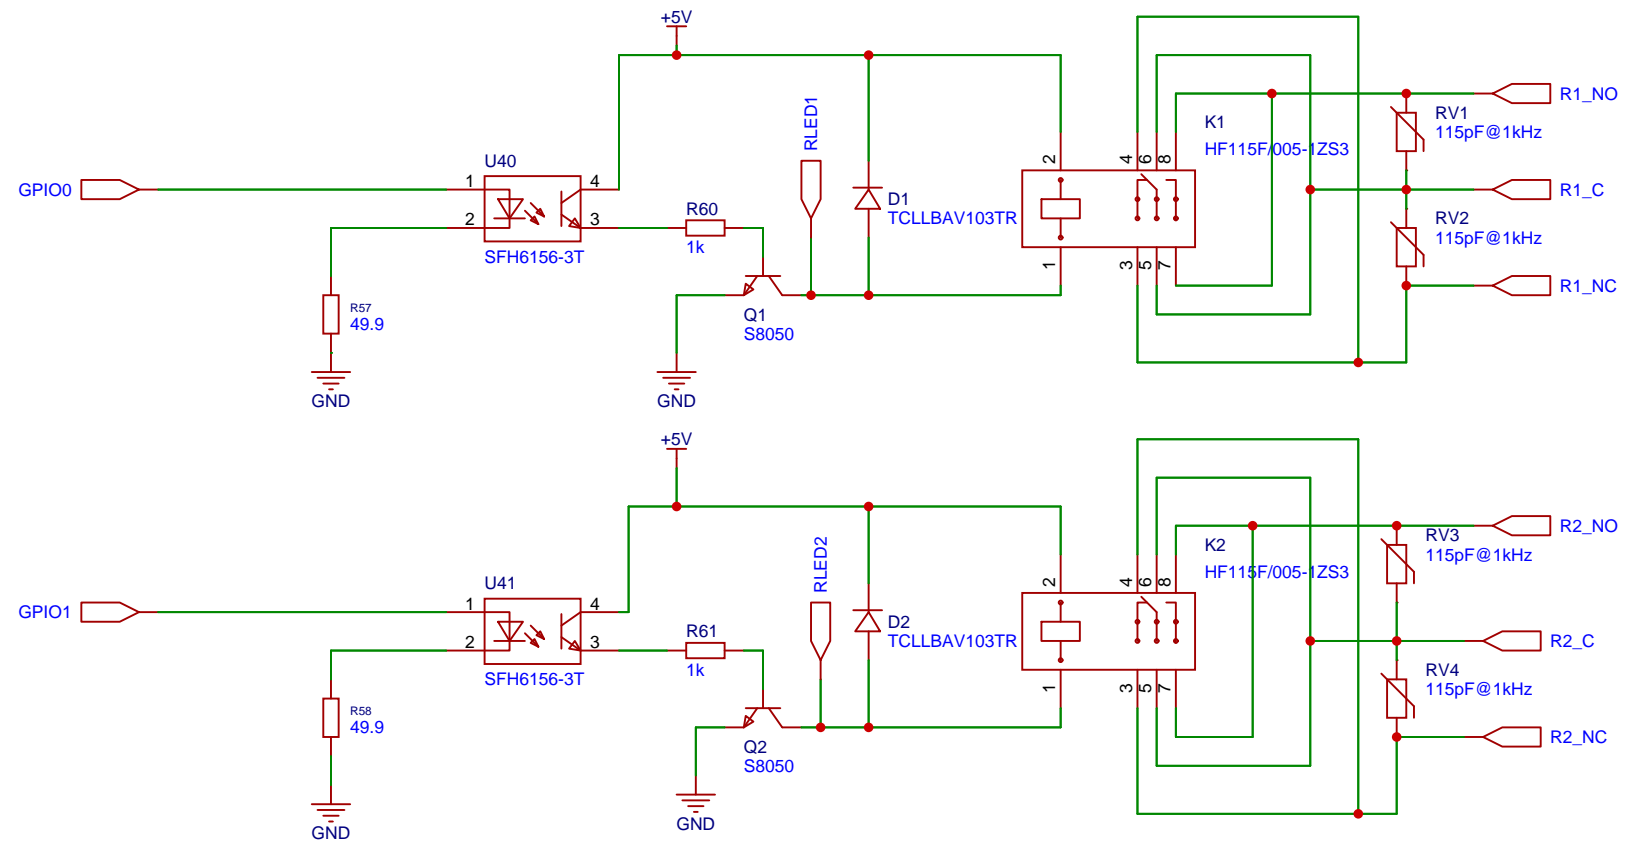 +5V
RLED1
R1_NO
RV1
115pF@1kHz
K1
HF115F/005-1ZS3
2
4
6
8
U40
GPIO0
1
4
R1_C
D1
TCLLBAV103TR
R60
1k
2
3
SFH6156-3T
RV2
115pF@1kHz
1
3
5
7
R1_NC
R57
49.9
Q1
S8050
GND
GND
+5V
RLED2
R2_NO
RV3
115pF@1kHz
K2
HF115F/005-1ZS3
2
4
6
8
U41
GPIO1
1
4
D2
TCLLBAV103TR
R61
1k
2
3
SFH6156-3T
R2_C
RV4
115pF@1kHz
1
3
5
7
R58
49.9
Q2
S8050
R2_NC
GND
GND